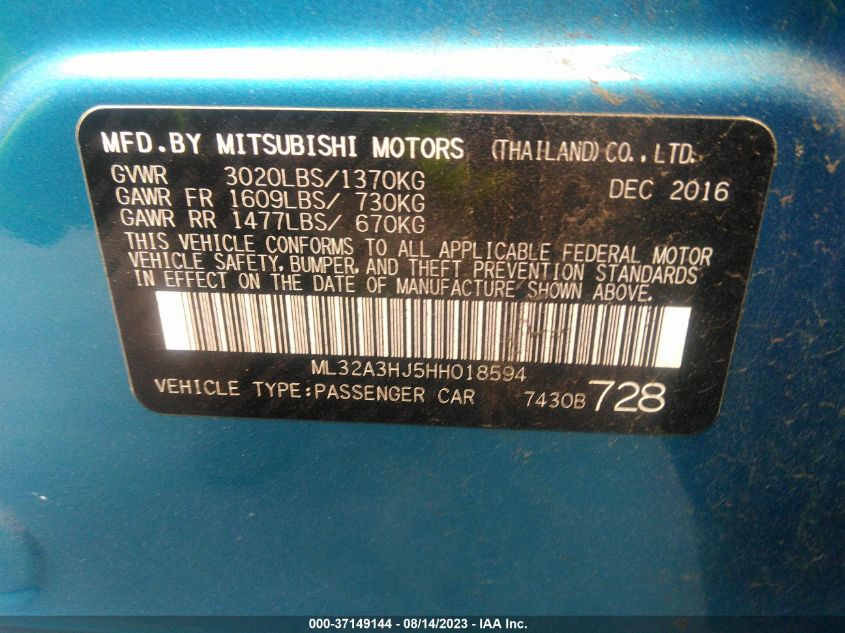 MFD.BY MITSUBISHI MOTORS (THAILAND)CO.,LTD.
GVWR 3020LBS/1370KG DEC 2016
GAWR FR 1609LBS/ 730KG
GAWR RR 1477LBS/ 670KG
THIS VEHICLE CONFORMS TO ALL APPLICABLE FEDERAL MOTOR
VEHICLE SAFETY, BUMPER, AND THEFT PREVENTION STANDARDS
IN EFFECT ON THE DATE OF MANUFACTURE SHOWN ABOVE.
ML32A3HJ5HH018594
VEHICLE TYPE:PASSENGER CAR 7430B 728
000-37149144 - 08/14/2023 - IAA Inc.